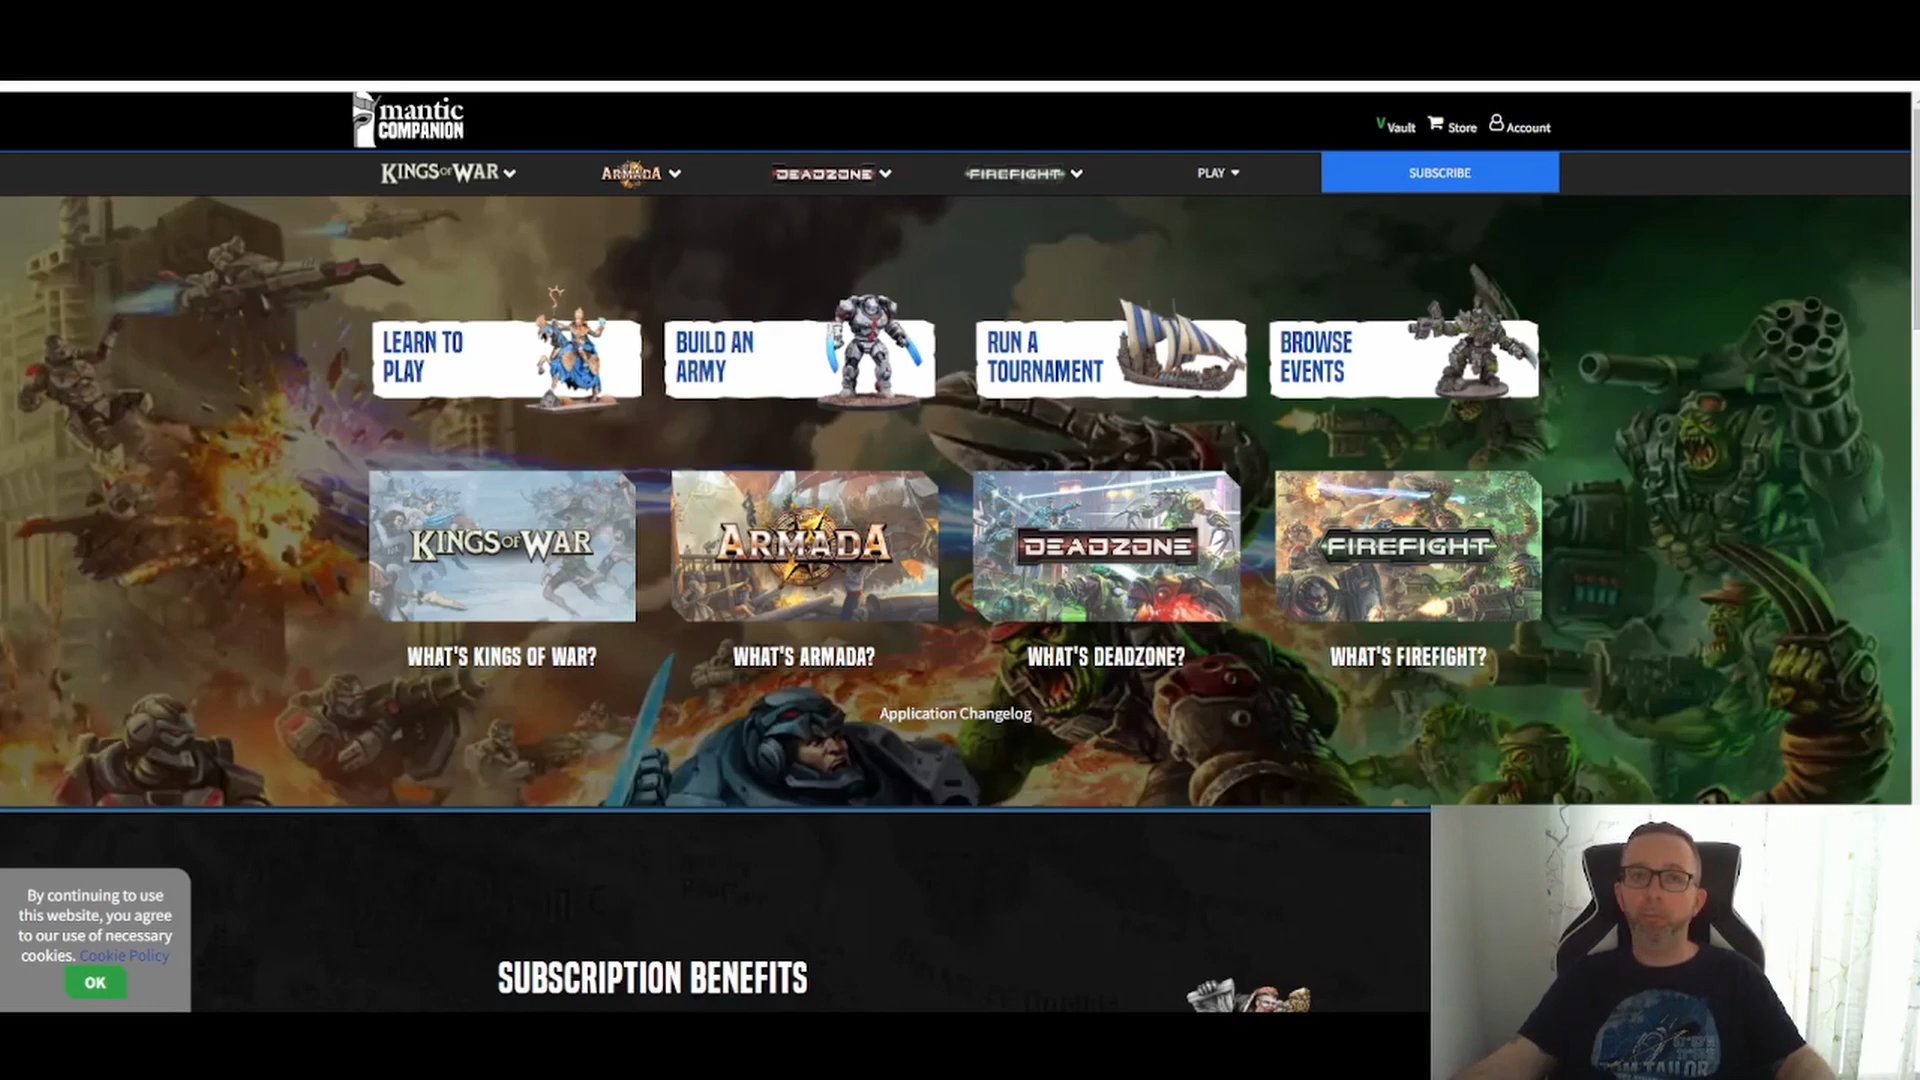 mantic
COMPANION
V Vault Store Account
KINGS OF WAR ARMADA DEADZONE FIREFIGHT PLAY SUBSCRIBE
LEARN TO
PLAY
BUILD AN
ARMY
RUN A
TOURNAMENT
BROWSE
EVENTS
KINGS OF WAR
ARMADA
DEADZONE
FIREFIGHT
WHAT'S KINGS OF WAR?
WHAT'S ARMADA?
WHAT'S DEADZONE?
WHAT'S FIREFIGHT?
Application Changelog
By continuing to use
this website, you agree
to our use of necessary
cookies. Cookie Policy
OK
SUBSCRIPTION BENEFITS
TOM TAILOR